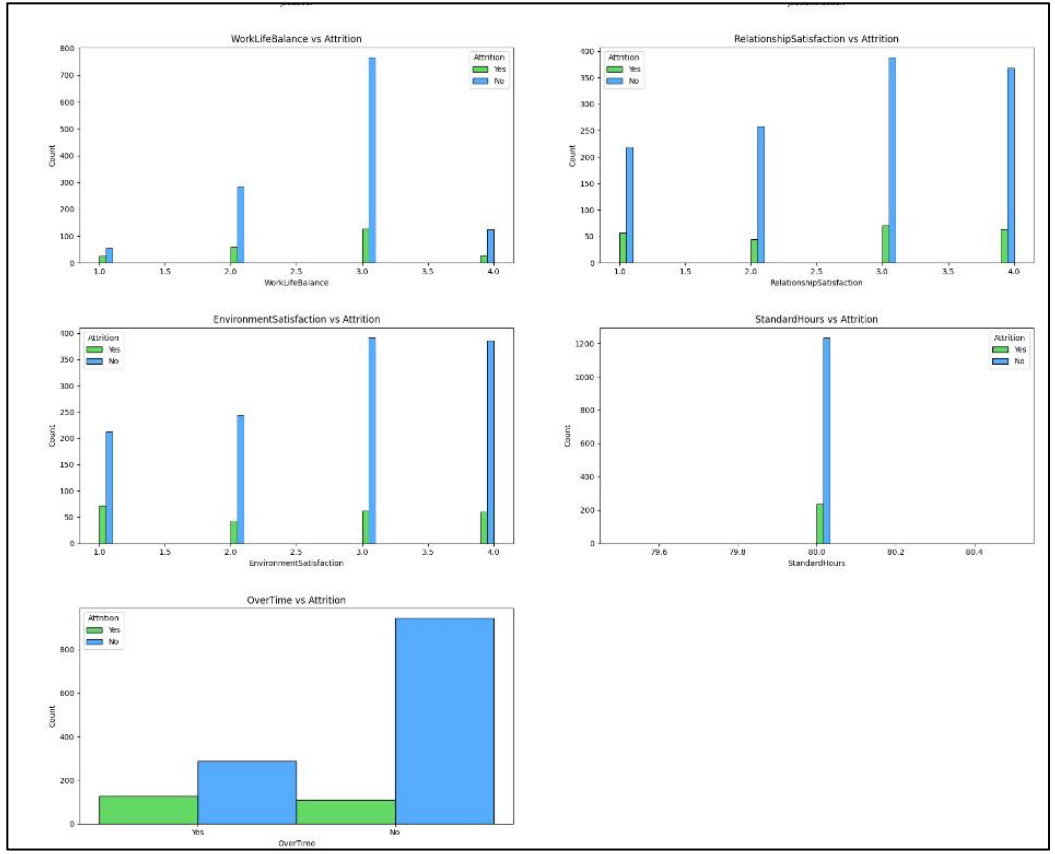 WorkLifeBalance vs Attrition
Attrition
Yes
No
Count
800
700
600
500
400
300
200
100
0
1.0 1.5 2.0 2.5 3.0 3.5 4.0
WorkLifeBalance
RelationshipSatisfaction vs Attrition
Attrition
Yes
No
Count
400
350
300
250
200
150
100
50
0
1.0 1.5 2.0 2.5 3.0 3.5 4.0
RelationshipSatisfaction
EnvironmentSatisfaction vs Attrition
Attrition
Yes
No
Count
400
350
300
250
200
150
100
50
0
1.0 1.5 2.0 2.5 3.0 3.5 4.0
EnvironmentSatisfaction
StandardHours vs Attrition
Attrition
Yes
No
Count
1200
1000
800
600
400
200
0
79.6 79.8 80.0 80.2 80.4
StandardHours
OverTime vs Attrition
Attrition
Yes
No
Count
800
600
400
200
0
Yes No
OverTime